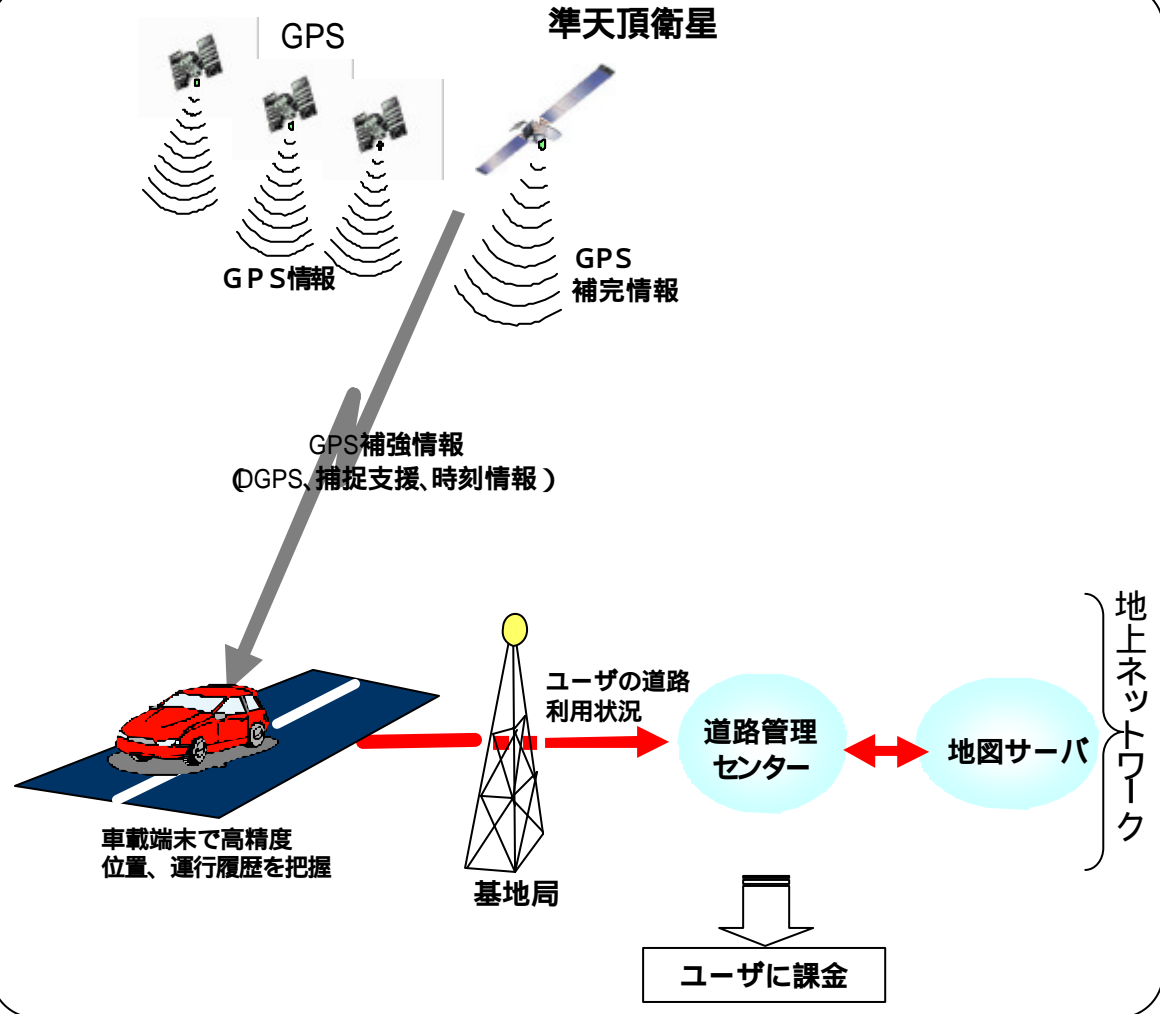 準天頂衛星
GPS
GPS情報
GPS
補完情報
GPS補強情報
(DGPS、捕捉支援、時刻情報)
地上ネットワーク
ユーザの道路
利用状況
道路管理
センター
地図サーバ
車載端末で高精度
位置、運行履歴を把握
基地局
ユーザに課金